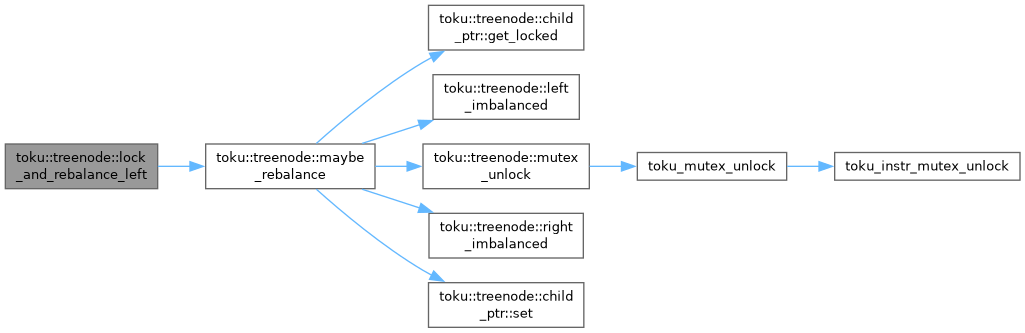 toku::treenode::child
_ptr::get_locked
toku::treenode::left
_imbalanced
toku::treenode::lock
_and_rebalance_left
toku::treenode::maybe
_rebalance
toku::treenode::mutex
_unlock
toku_mutex_unlock
toku_instr_mutex_unlock
toku::treenode::right
_imbalanced
toku::treenode::child
_ptr::set